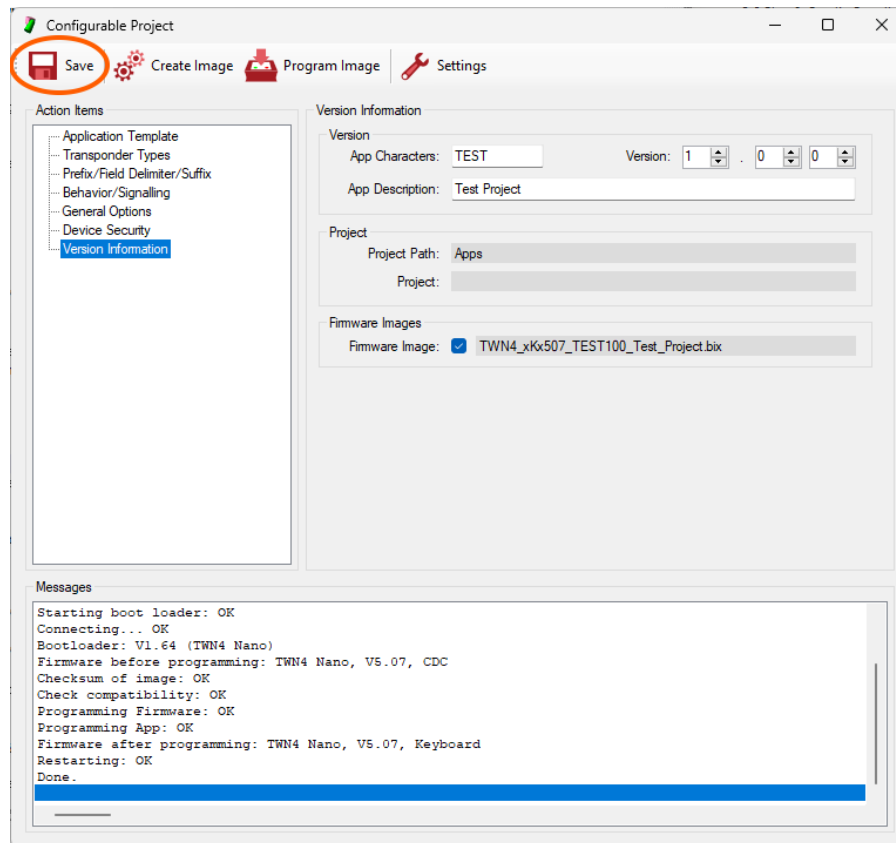 Configurable Project
Save Create Image Program Image Settings
Action Items
Application Template
Transponder Types
Prefix/Field Delimiter/Suffix
Behavior/Signalling
General Options
Device Security
Version Information
Version Information
Version
App Characters: TEST Version: 1 . 0 0
App Description: Test Project
Project
Project Path: Apps
Project:
Firmware Images
Firmware Image: TWN4_xKx507_TEST100_Test_Project.bix
Messages
Starting boot loader: OK
Connecting... OK
Bootloader: V1.64 (TWN4 Nano)
Firmware before programming: TWN4 Nano, V5.07, CDC
Checksum of image: OK
Check compatibility: OK
Programming Firmware: OK
Programming App: OK
Firmware after programming: TWN4 Nano, V5.07, Keyboard
Restarting: OK
Done.